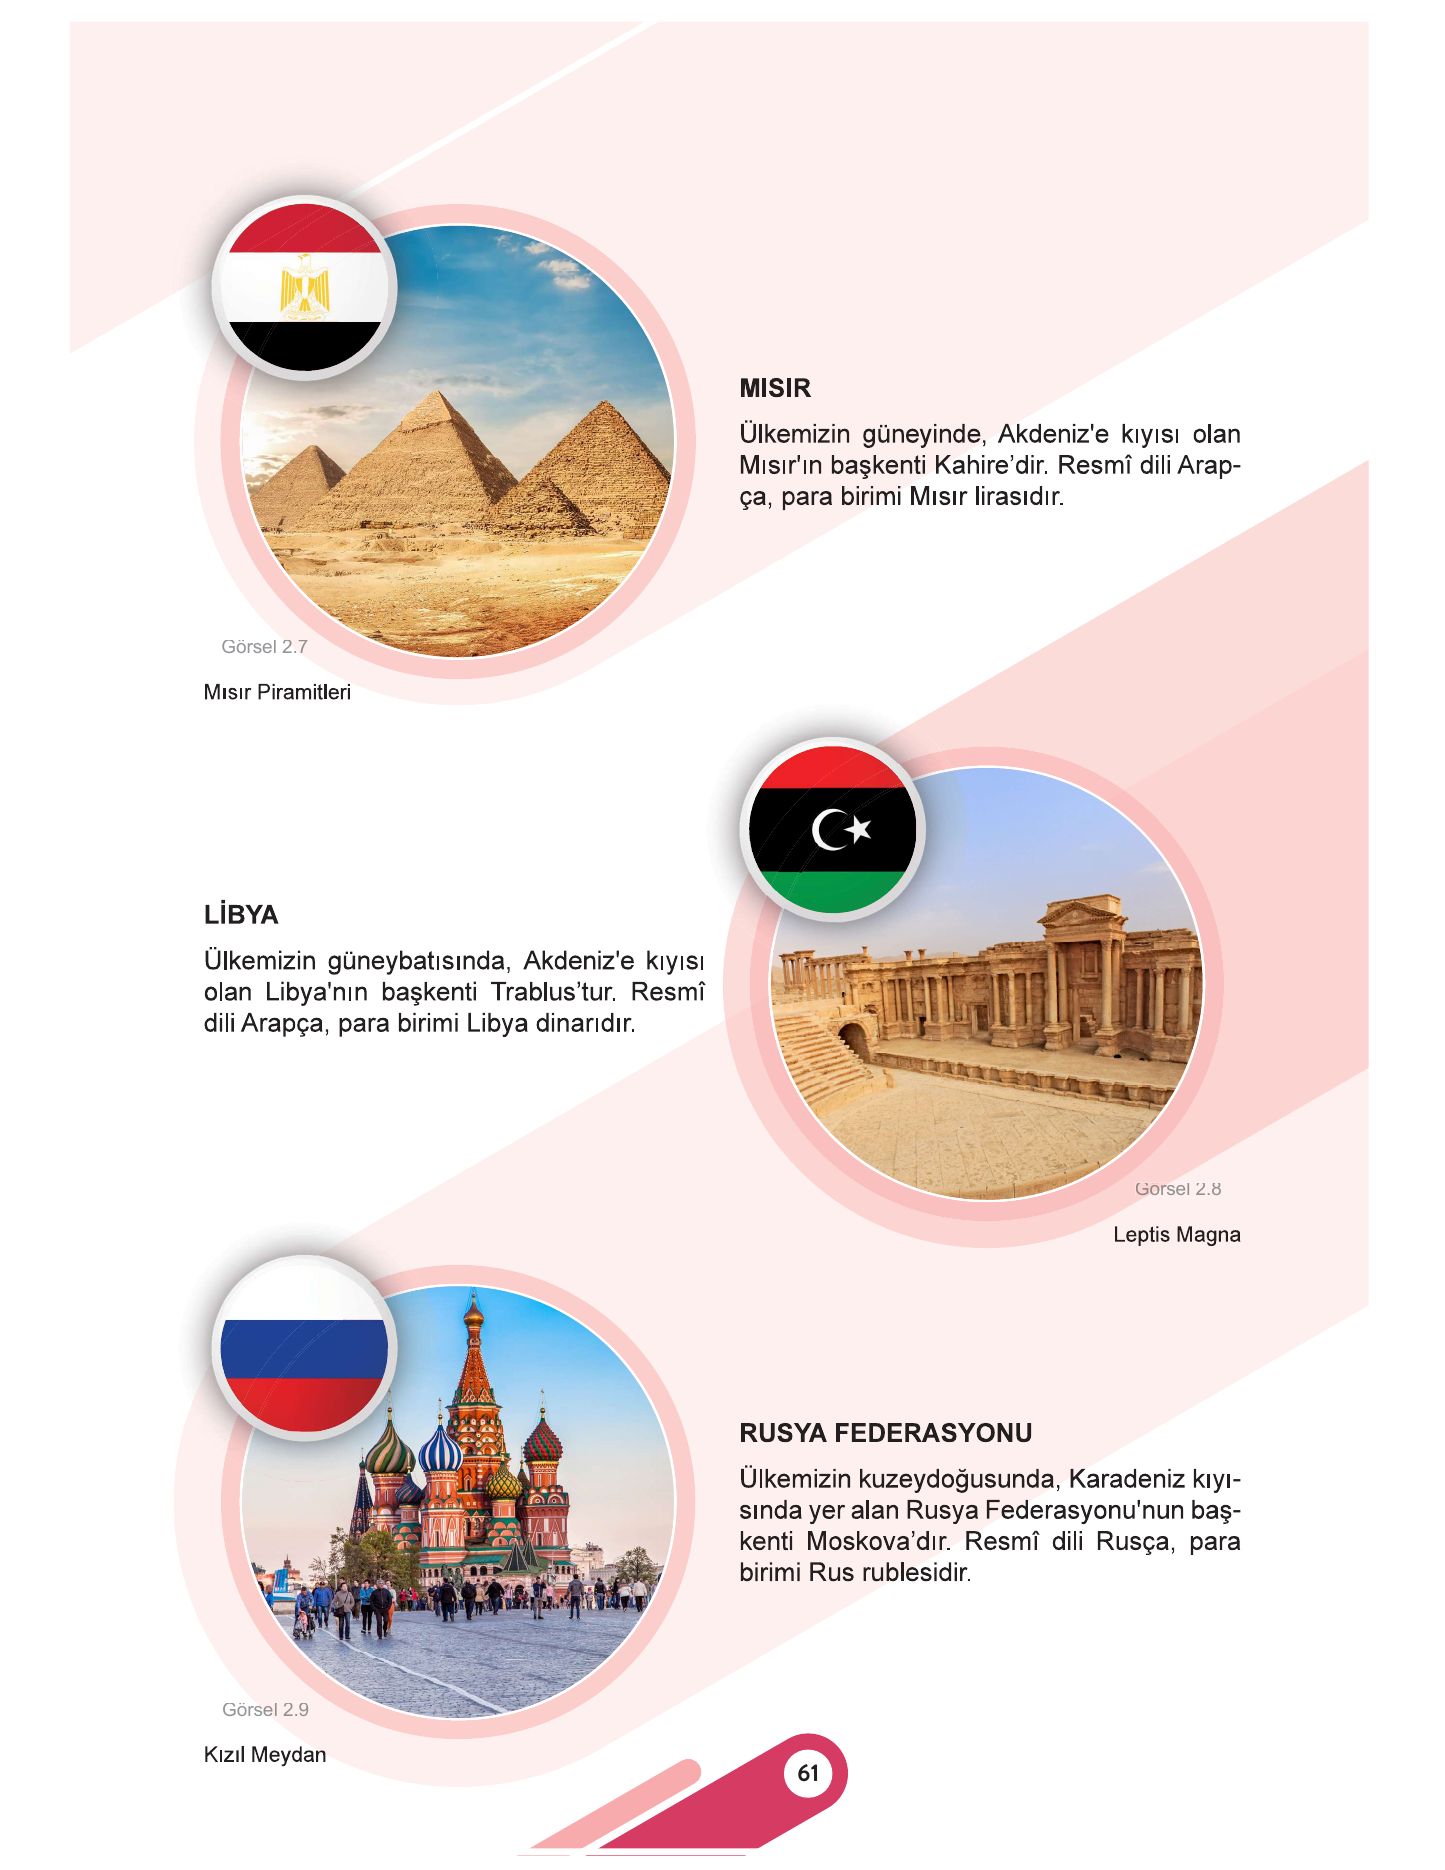 MISIR
Ülkemizin güneyinde, Akdeniz'e kıyısı olan
Mısır'ın başkenti Kahire’dir. Resmî dili Arap-
ça, para birimi Mısır lirasıdır.
Görsel 2.7
Mısır Piramitleri
LİBYA
Ülkemizin güneybatısında, Akdeniz'e kıyısı
olan Libya'nın başkenti Trablus’tur. Resmî
dili Arapça, para birimi Libya dinarıdır.
Görsel 2.8
Leptis Magna
RUSYA FEDERASYONU
Ülkemizin kuzeydoğusunda, Karadeniz kıyı-
sında yer alan Rusya Federasyonu'nun baş-
kenti Moskova’dır. Resmî dili Rusça, para
birimi Rus rublesidir.
Görsel 2.9
Kızıl Meydan
61